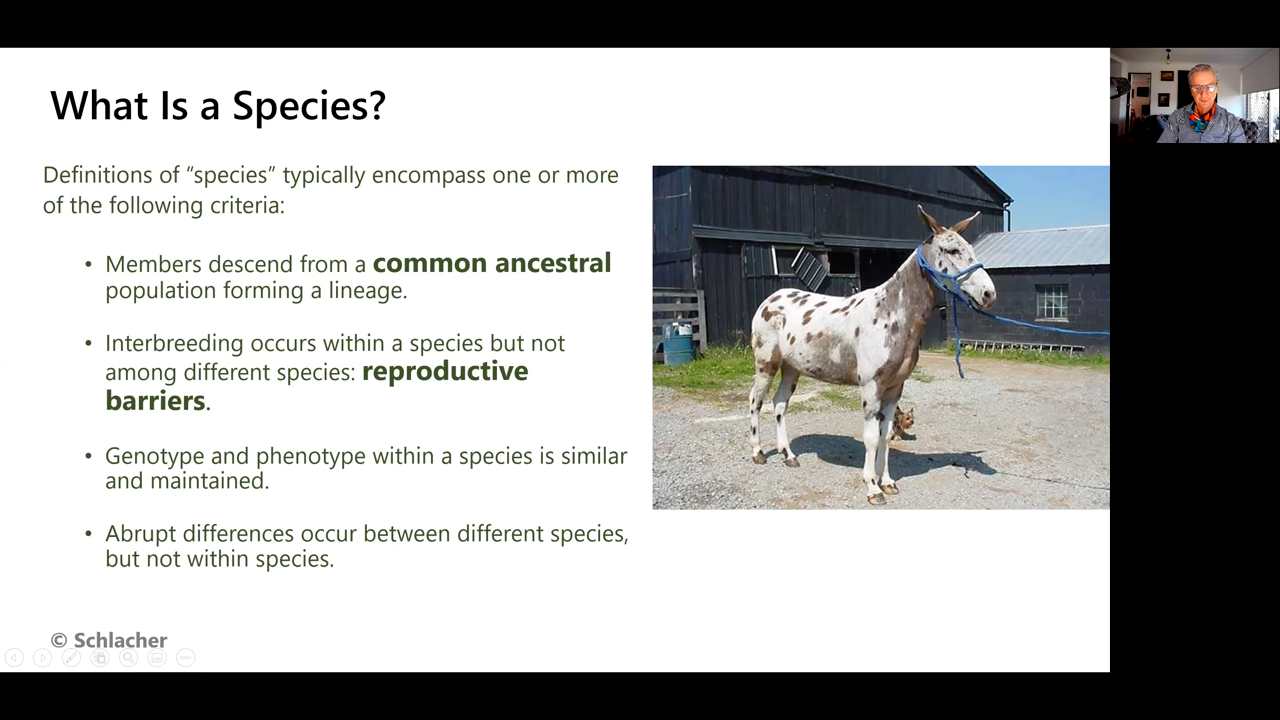 What Is a Species?
Definitions of “species” typically encompass one or more
of the following criteria:
• Members descend from a common ancestral
population forming a lineage.
• Interbreeding occurs within a species but not
among different species: reproductive
barriers.
• Genotype and phenotype within a species is similar
and maintained.
• Abrupt differences occur between different species,
but not within species.
© Schlacher